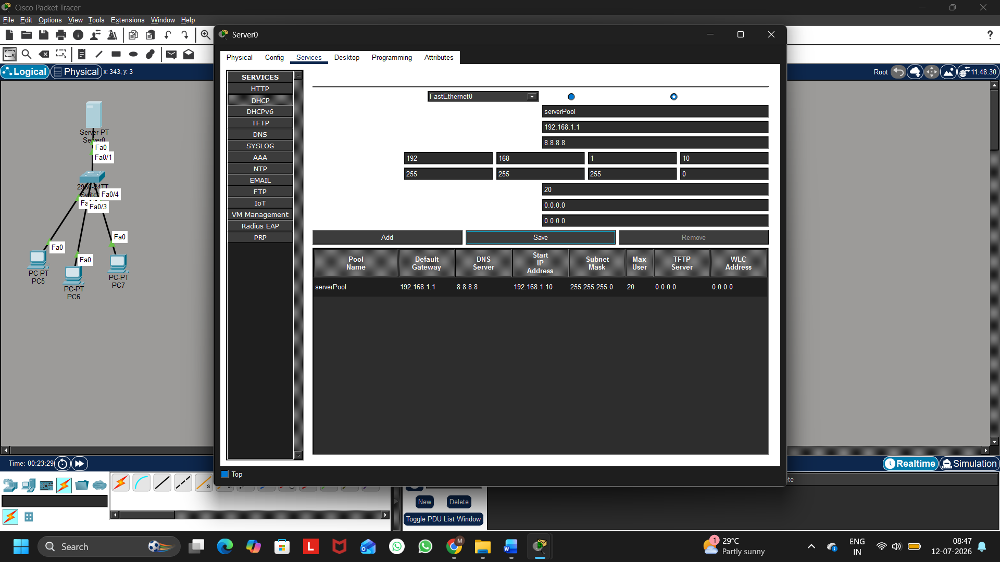 Cisco Packet Tracer
File Edit Options View Tools Extensions Window Help
Server0
Physical Config Services Desktop Programming Attributes
Logical Physical x: 343, y: 3
Root 11:48:30
SERVICES
HTTP
DHCP
DHCPv6
TFTP
DNS
SYSLOG
AAA
NTP
EMAIL
FTP
IoT
VM Management
Radius EAP
PRP
FastEthernet0
serverPool
192.168.1.1
8.8.8.8
192 168 1 10
255 255 255 0
20
0.0.0.0
0.0.0.0
Add Save Remove
Pool Name Default Gateway DNS Server Start IP Address Subnet Mask Max User TFTP Server WLC Address
serverPool 192.168.1.1 8.8.8.8 192.168.1.10 255.255.255.0 20 0.0.0.0 0.0.0.0
Top
Server-PT
Server0
Fa0
Fa0/1
2960-24TT
Switc
Fa0/4
Fa0/3
Fa0
Fa0
Fa0
PC-PT
PC5
PC-PT
PC6
PC-PT
PC7
Time: 00:23:29
Realtime Simulation
New Delete
Toggle PDU List Window
Search
1
29°C
Partly sunny
ENG
IN
08:47
12-07-2026